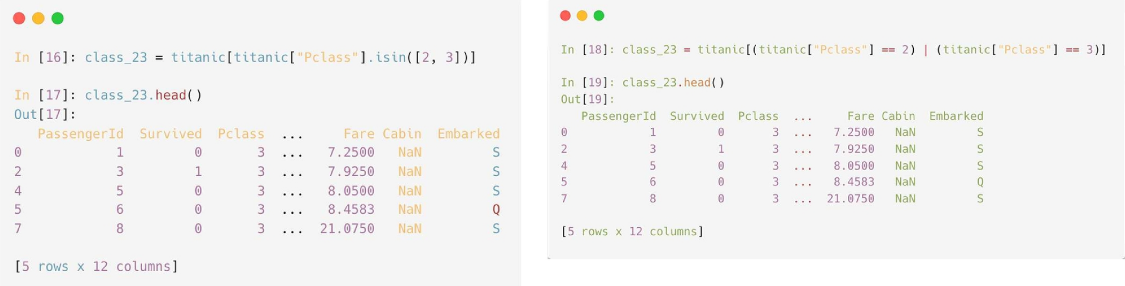 In [16]: class_23 = titanic[titanic["Pclass"].isin([2, 3])]
In [17]: class_23.head()
Out[17]:
   PassengerId  Survived  Pclass  ...     Fare Cabin  Embarked
0            1         0       3  ...   7.2500   NaN         S
2            3         1       3  ...   7.9250   NaN         S
4            5         0       3  ...   8.0500   NaN         S
5            6         0       3  ...   8.4583   NaN         Q
7            8         0       3  ...  21.0750   NaN         S
[5 rows x 12 columns]
In [18]: class_23 = titanic[(titanic["Pclass"] == 2) | (titanic["Pclass"] == 3)]
In [19]: class_23.head()
Out[19]:
   PassengerId  Survived  Pclass  ...     Fare Cabin  Embarked
0            1         0       3  ...   7.2500   NaN         S
2            3         1       3  ...   7.9250   NaN         S
4            5         0       3  ...   8.0500   NaN         S
5            6         0       3  ...   8.4583   NaN         Q
7            8         0       3  ...  21.0750   NaN         S
[5 rows x 12 columns]